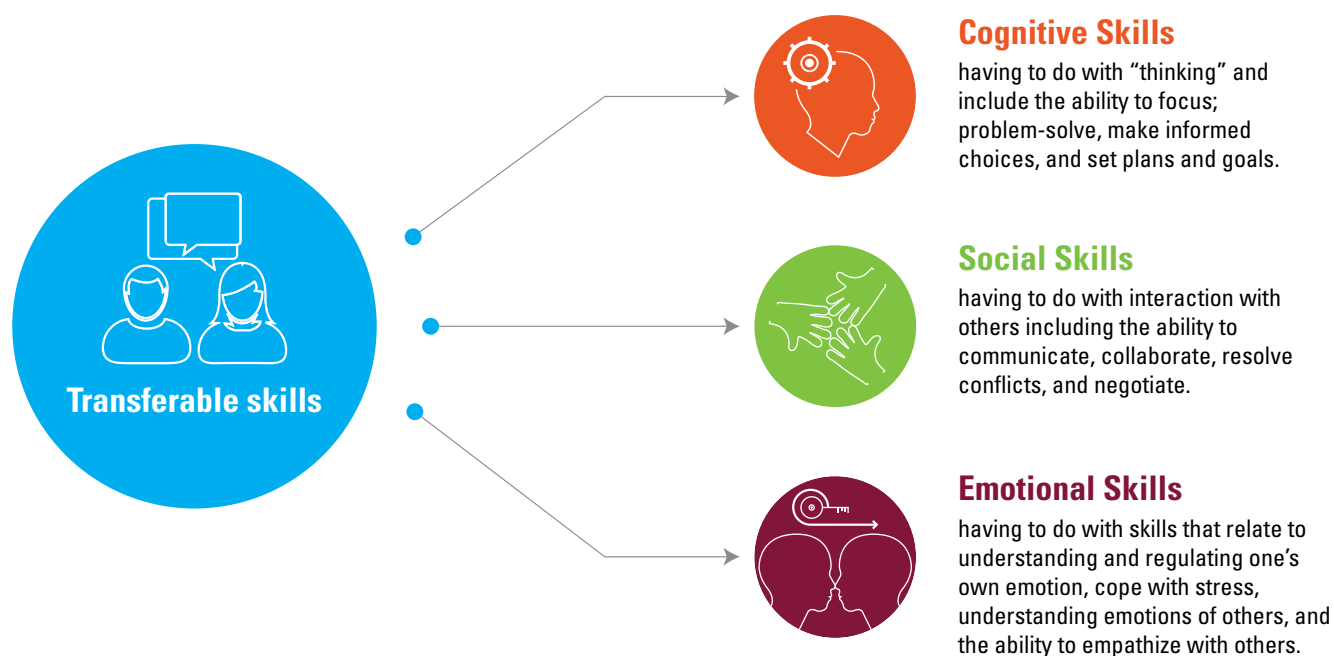 Transferable skills
Cognitive Skills
having to do with “thinking” and
include the ability to focus;
problem-solve, make informed
choices, and set plans and goals.
Social Skills
having to do with interaction with
others including the ability to
communicate, collaborate, resolve
conflicts, and negotiate.
Emotional Skills
having to do with skills that relate to
understanding and regulating one’s
own emotion, cope with stress,
understanding emotions of others, and
the ability to empathize with others.